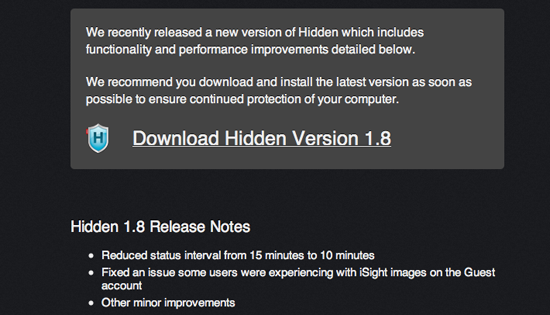 We recently released a new version of Hidden which includes
functionality and performance improvements detailed below.
We recommend you download and install the latest version as soon as
possible to ensure continued protection of your computer.
H
Download Hidden Version 1.8
Hidden 1.8 Release Notes
Reduced status interval from 15 minutes to 10 minutes
Fixed an issue some users were experiencing with iSight images on the Guest
account
Other minor improvements